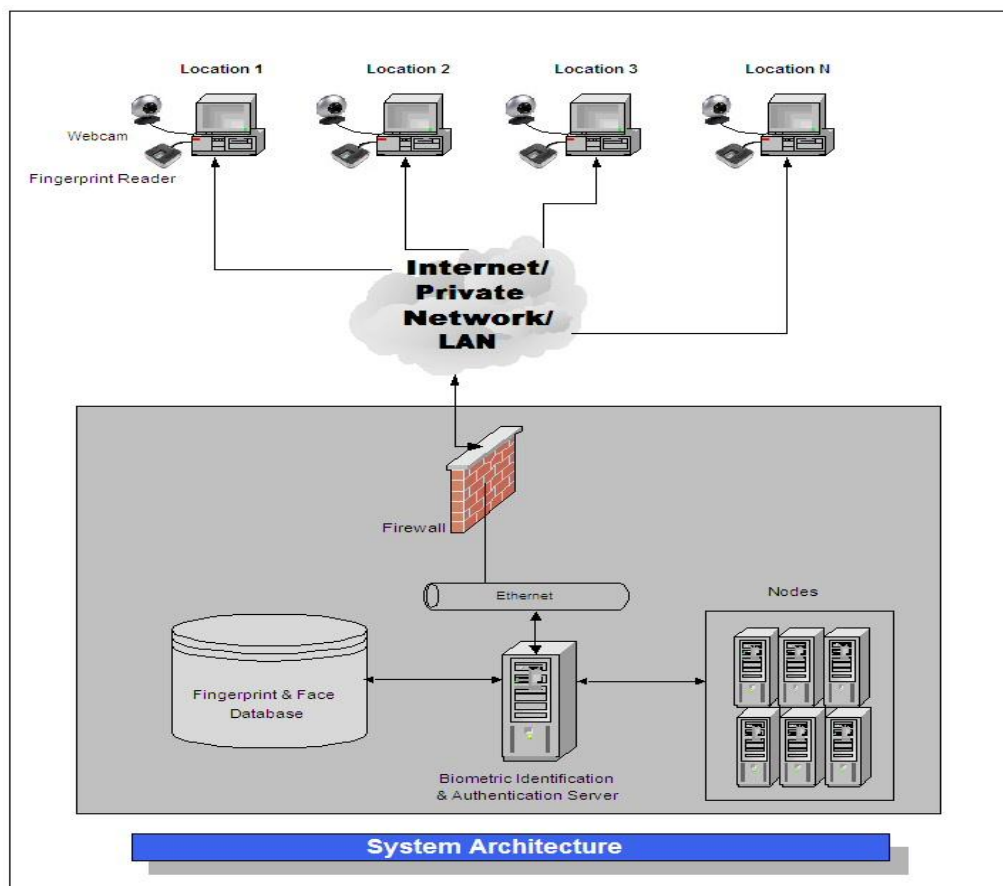 Location 1
Location 2
Location 3
Location N
Webcam
Fingerprint Reader
Internet/
Private
Network/
LAN
Firewall
Ethernet
Nodes
Fingerprint & Face
Database
Biometric Identification
& Authentication Server
System Architecture